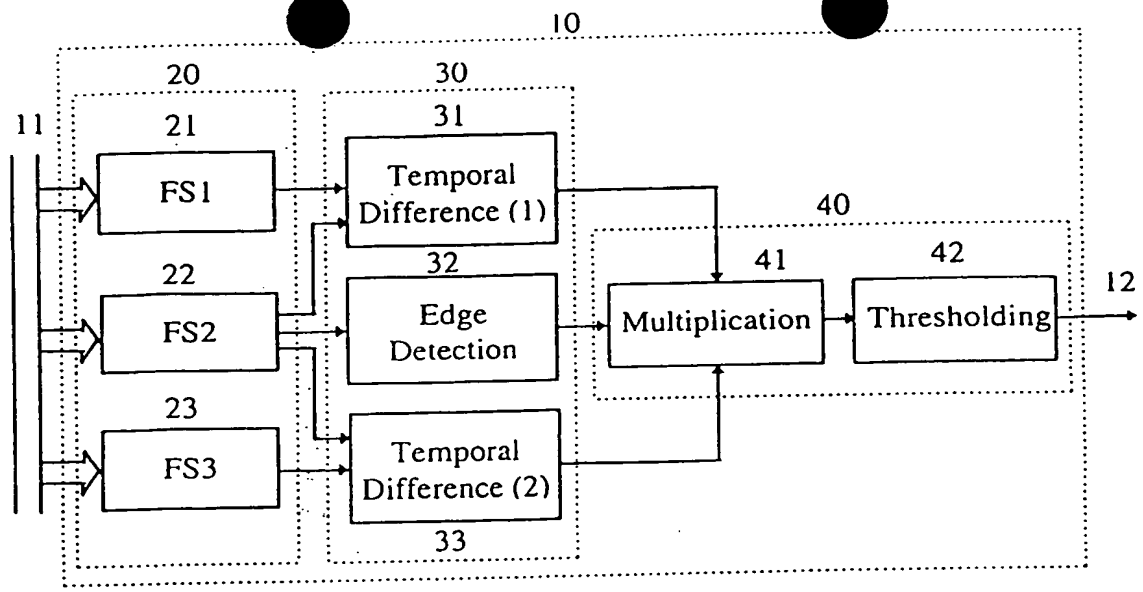 10
20
30
11
21
31
FS1
Temporal
Difference (1)
40
22
32
41
42
12
FS2
Edge
Detection
Multiplication
Thresholding
23
FS3
Temporal
Difference (2)
33